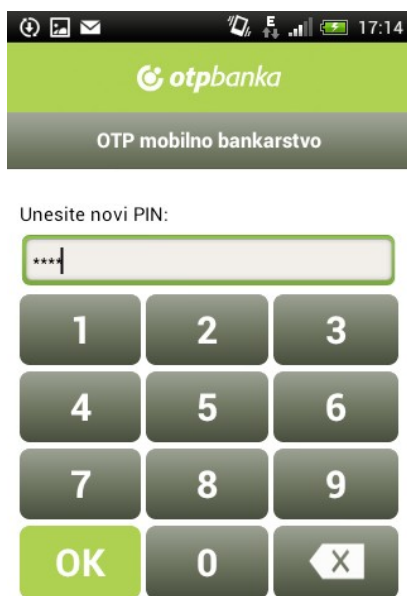 E 17:14
otpbanka
OTP mobilno bankarstvo
Unesite novi PIN:
****
1 2 3
4 5 6
7 8 9
OK 0 X